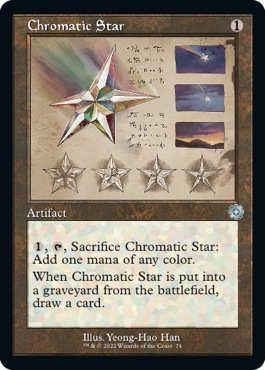 Chromatic Star 1
Artifact
1, T, Sacrifice Chromatic Star:
Add one mana of any color.
When Chromatic Star is put into
a graveyard from the battlefield,
draw a card.
Illus. Yeong-Hao Han
™ & © 2022 Wizards of the Coast 74